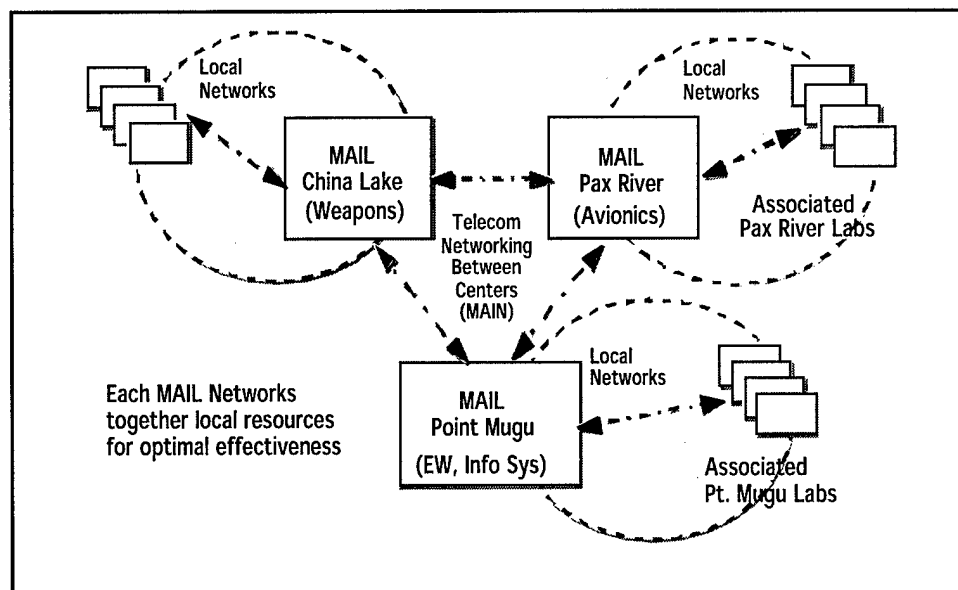 Local
Networks
MAIL
China Lake
(Weapons)
Local
Networks
MAIL
Pax River
(Avionics)
Associated
Pax River Labs
Telecom
Networking
Between
Centers
(MAIN)
Local
Networks
MAIL
Point Mugu
(EW, Info Sys)
Associated
Pt. Mugu Labs
Each MAIL Networks
together local resources
for optimal effectiveness